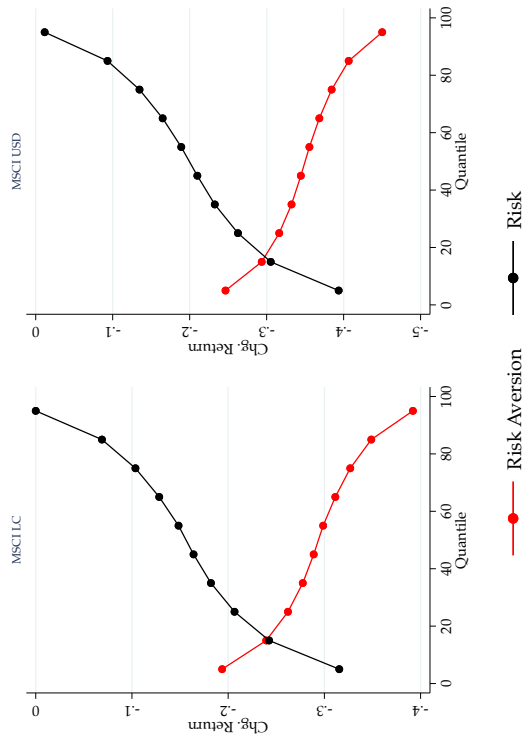 MSCI LC
0
-.1
-.2
-.3
-.4
Chg. Return
0
20
40
60
80
100
Quantile
MSCI USD
0
-.1
-.2
-.3
-.4
-.5
Chg. Return
0
20
40
60
80
100
Quantile
Risk Aversion
Risk